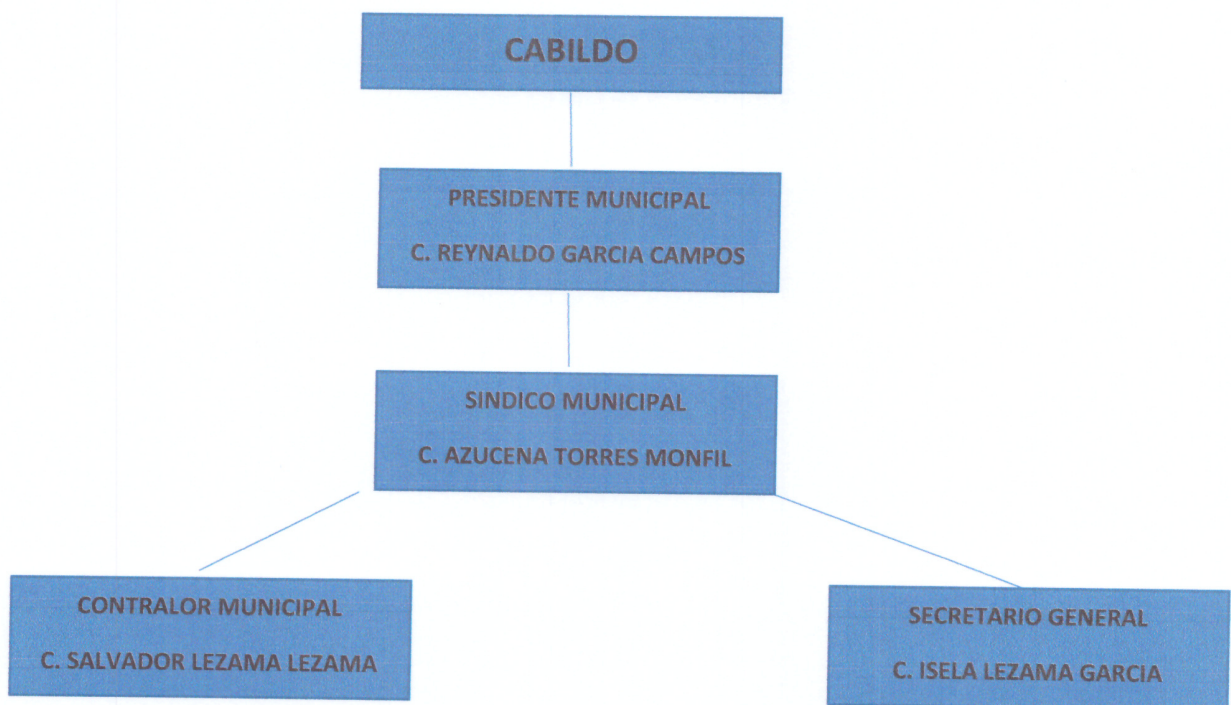 CABILDO
PRESIDENTE MUNICIPAL
C. REYNALDO GARCIA CAMPOS
SINDICO MUNICIPAL
C. AZUCENA TORRES MONFIL
CONTRALOR MUNICIPAL
C. SALVADOR LEZAMA LEZAMA
SECRETARIO GENERAL
C. ISELA LEZAMA GARCIA